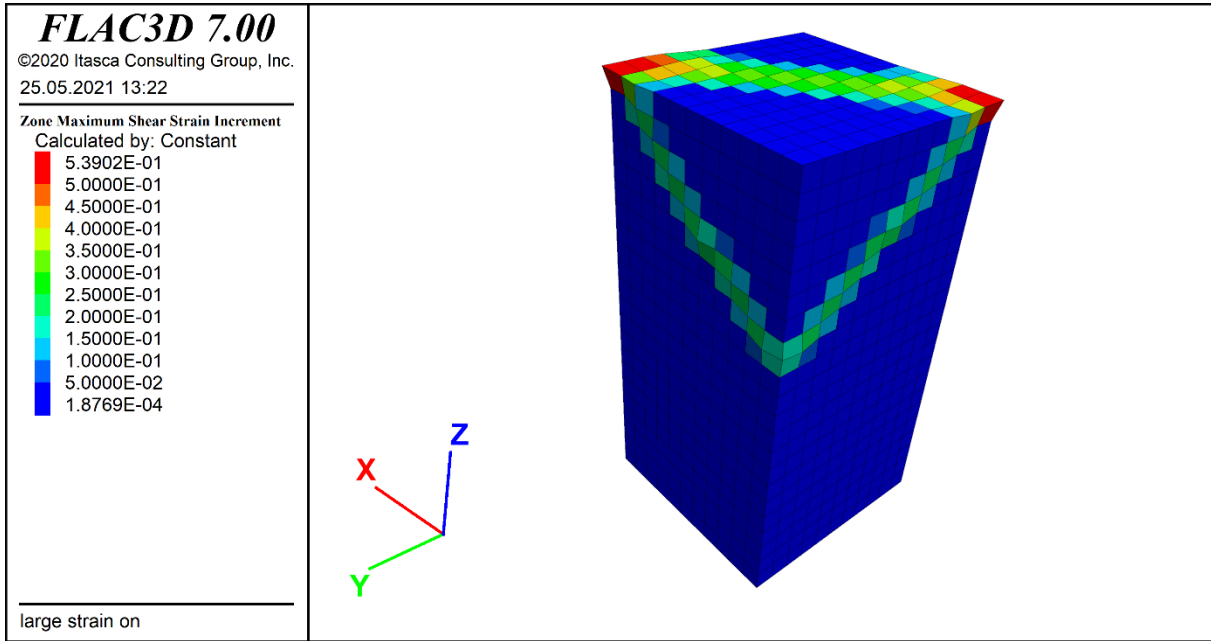 FLAC3D 7.00
©2020 Itasca Consulting Group, Inc.
25.05.2021 13:22
Zone Maximum Shear Strain Increment
Calculated by: Constant
5.3902E-01
5.0000E-01
4.5000E-01
4.0000E-01
3.5000E-01
3.0000E-01
2.5000E-01
2.0000E-01
1.5000E-01
1.0000E-01
5.0000E-02
1.8769E-04
large strain on
Z
X
Y